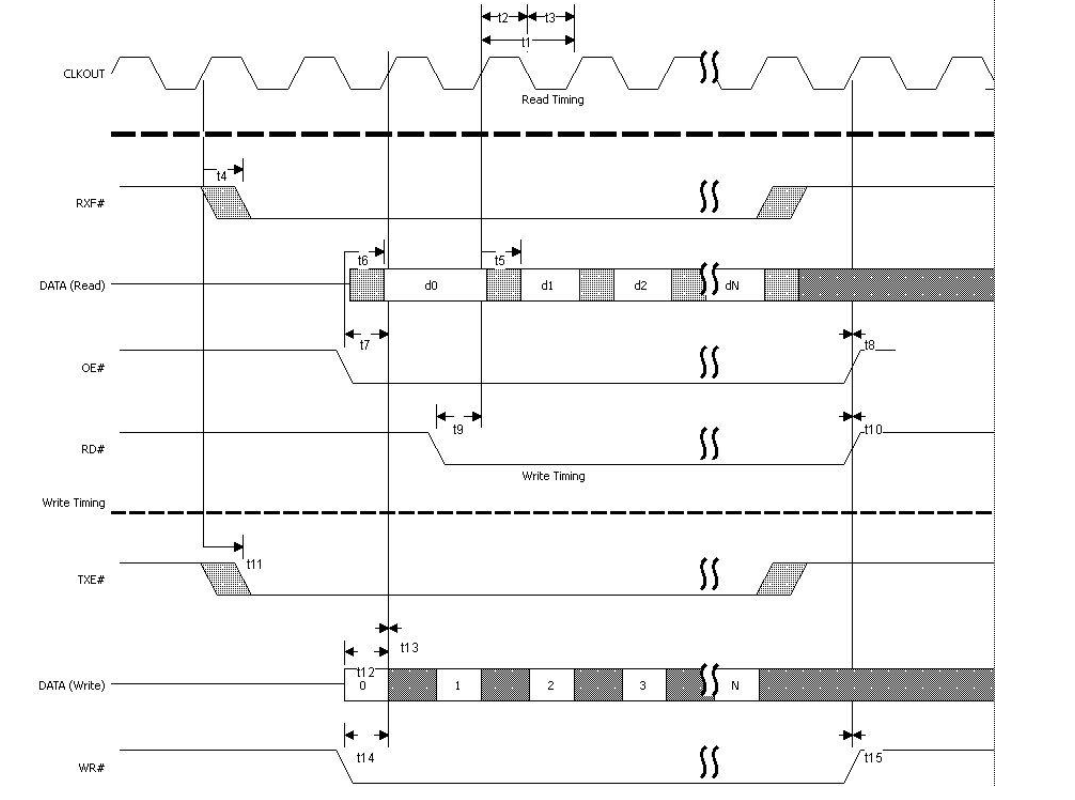 t2 t3
t1
CLKOUT
Read Timing
t4
RXF#
t6 t5
DATA (Read) d0 d1 d2 dN
t7 t8
OE#
t9 t10
RD#
Write Timing
Write Timing
t11
TXE#
t13
t12
DATA (Write) 0 1 2 3 N
t14 t15
WR#